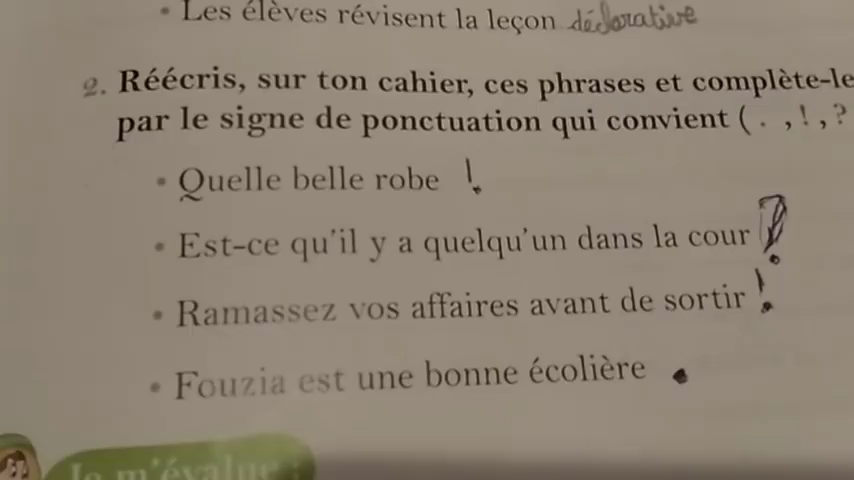 • Les élèves révisent la leçon déclarative
2. Réécris, sur ton cahier, ces phrases et complète-le
par le signe de ponctuation qui convient ( . , ! , ?
• Quelle belle robe !
• Est-ce qu'il y a quelqu'un dans la cour ?
• Ramassez vos affaires avant de sortir !
• Fouzia est une bonne écolière .
Je m'évalue :